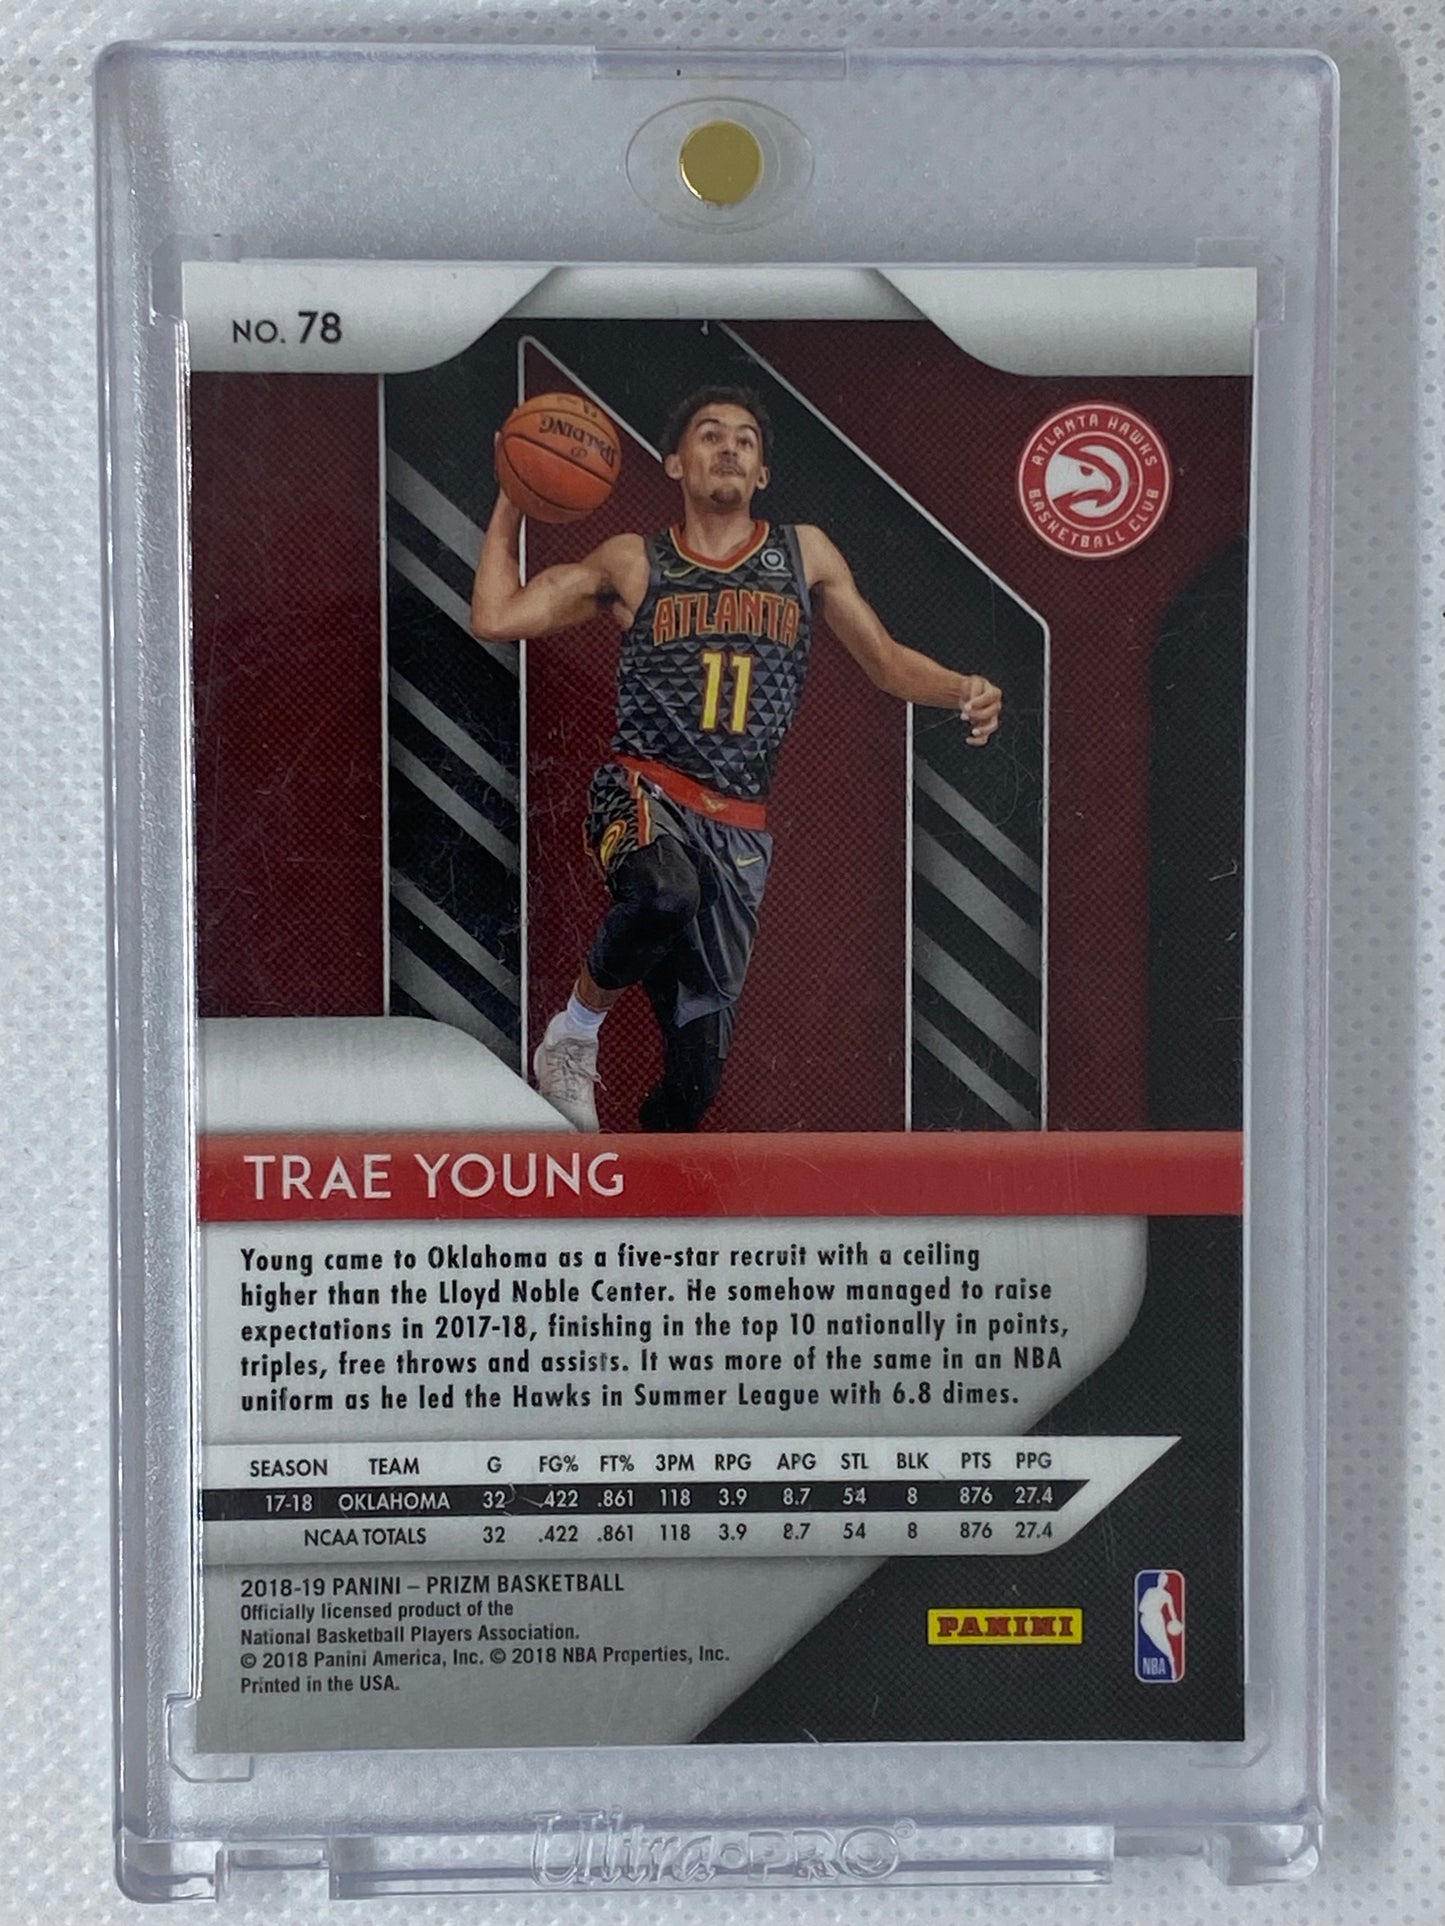 NO. 78
SPALDING
ATLANTA HAWKS
BASKETBALL CLUB
ATLANTA
11
TRAE YOUNG
Young came to Oklahoma as a five-star recruit with a ceiling
higher than the Lloyd Noble Center. He somehow managed to raise
expectations in 2017-18, finishing in the top 10 nationally in points,
triples, free throws and assists. It was more of the same in an NBA
uniform as he led the Hawks in Summer League with 6.8 dimes.
SEASON TEAM G FG% FT% 3PM RPG APG STL BLK PTS PPG
17-18 OKLAHOMA 32 .422 .861 118 3.9 8.7 54 8 876 27.4
NCAA TOTALS 32 .422 .861 118 3.9 8.7 54 8 876 27.4
2018-19 PANINI – PRIZM BASKETBALL
Officially licensed product of the
National Basketball Players Association.
© 2018 Panini America, Inc. © 2018 NBA Properties, Inc.
Printed in the USA.
PANINI
NBA
Ultra•PRO®